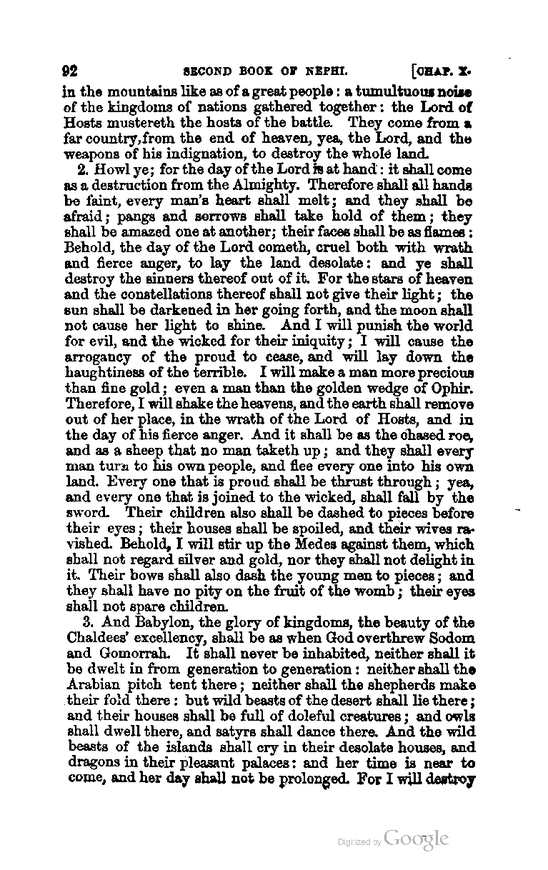 92 SECOND BOOK OF NEPHI. [CHAP. X.
in the mountains like as of a great people : a tumultuous noise
of the kingdoms of nations gathered together : the Lord of
Hosts mustereth the hosts of the battle. They come from a
far country,from the end of heaven, yea, the Lord, and the
weapons of his indignation, to destroy the whole land.
2. Howl ye; for the day of the Lord is at hand : it shall come
as a destruction from the Almighty. Therefore shall all hands
be faint, every man's heart shall melt; and they shall be
afraid ; pangs and sorrows shall take hold of them ; they
shall be amazed one at another; their faces shall be as flames :
Behold, the day of the Lord cometh, cruel both with wrath
and fierce anger, to lay the land desolate : and ye shall
destroy the sinners thereof out of it. For the stars of heaven
and the constellations thereof shall not give their light; the
sun shall be darkened in her going forth, and the moon shall
not cause her light to shine. And I will punish the world
for evil, and the wicked for their iniquity; I will cause the
arrogancy of the proud to cease, and will lay down the
haughtiness of the terrible. I will make a man more precious
than fine gold ; even a man than the golden wedge of Ophir.
Therefore, I will shake the heavens, and the earth shall remove
out of her place, in the wrath of the Lord of Hosts, and in
the day of his fierce anger. And it shall be as the chased roe,
and as a sheep that no man taketh up ; and they shall every
man turn to his own people, and flee every one into his own
land. Every one that is proud shall be thrust through ; yea,
and every one that is joined to the wicked, shall fall by the
sword. Their children also shall be dashed to pieces before
their eyes ; their houses shall be spoiled, and their wives ra-
vished. Behold, I will stir up the Medes against them, which
shall not regard silver and gold, nor they shall not delight in
it. Their bows shall also dash the young men to pieces ; and
they shall have no pity on the fruit of the womb ; their eyes
shall not spare children.
3. And Babylon, the glory of kingdoms, the beauty of the
Chaldees' excellency, shall be as when God overthrew Sodom
and Gomorrah. It shall never be inhabited, neither shall it
be dwelt in from generation to generation : neither shall the
Arabian pitch tent there ; neither shall the shepherds make
their fold there : but wild beasts of the desert shall lie there ;
and their houses shall be full of doleful creatures ; and owls
shall dwell there, and satyrs shall dance there. And the wild
beasts of the islands shall cry in their desolate houses, and
dragons in their pleasant palaces : and her time is near to
come, and her day shall not be prolonged. For I will destroy
Digitized by Google